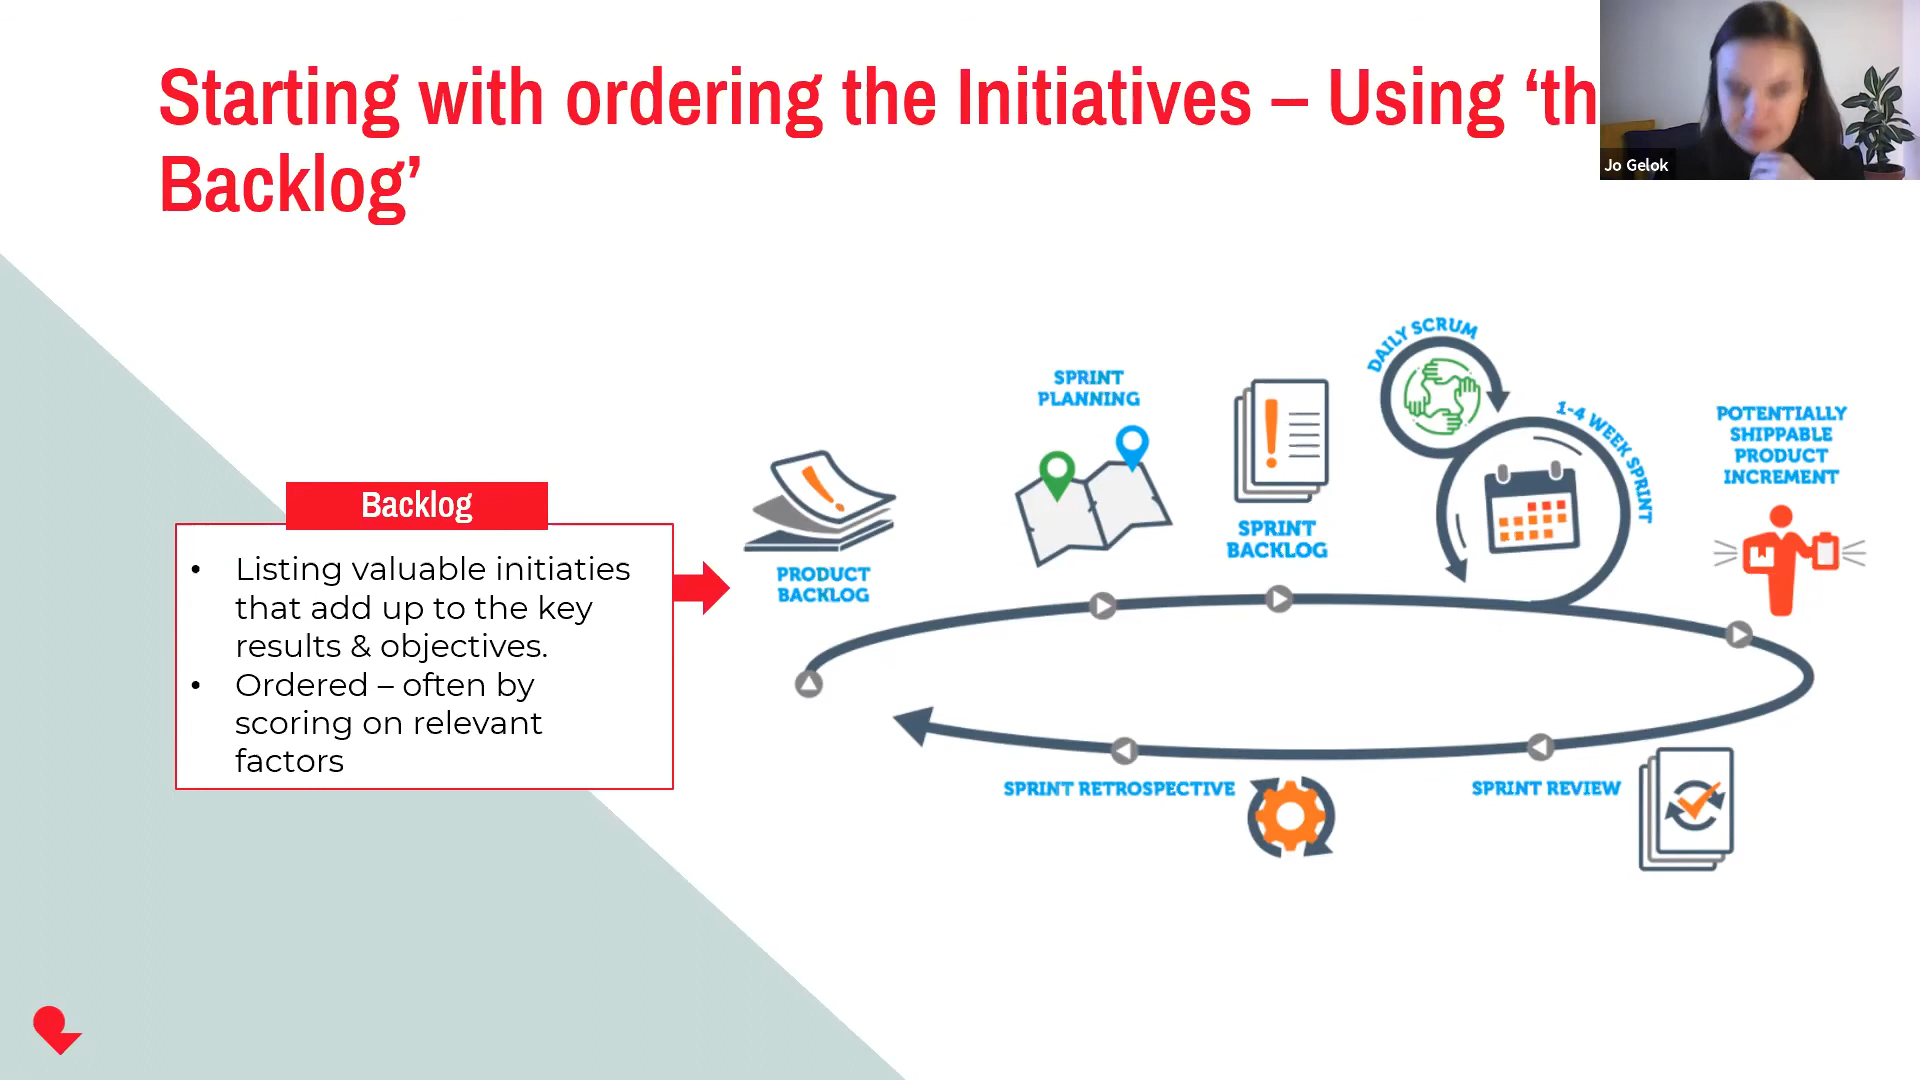 Starting with ordering the Initiatives – Using ‘th
Backlog’
Jo Gelok
Backlog
• Listing valuable initiaties
that add up to the key
results & objectives.
• Ordered – often by
scoring on relevant
factors
PRODUCT
BACKLOG
SPRINT
PLANNING
SPRINT
BACKLOG
DAILY SCRUM
1-4 WEEK SPRINT
POTENTIALLY
SHIPPABLE
PRODUCT
INCREMENT
SPRINT RETROSPECTIVE
SPRINT REVIEW